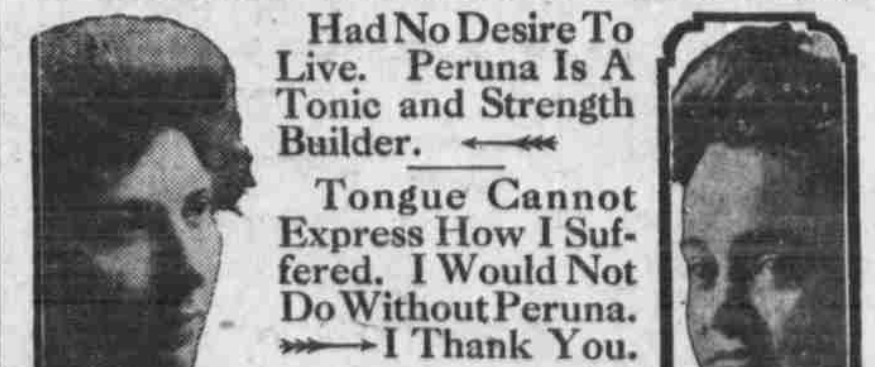 Had No Desire To
Live. Peruna Is A
Tonic and Strength
Builder.
Tongue Cannot
Express How I Suf-
fered. I Would Not
Do Without Peruna.
I Thank You.